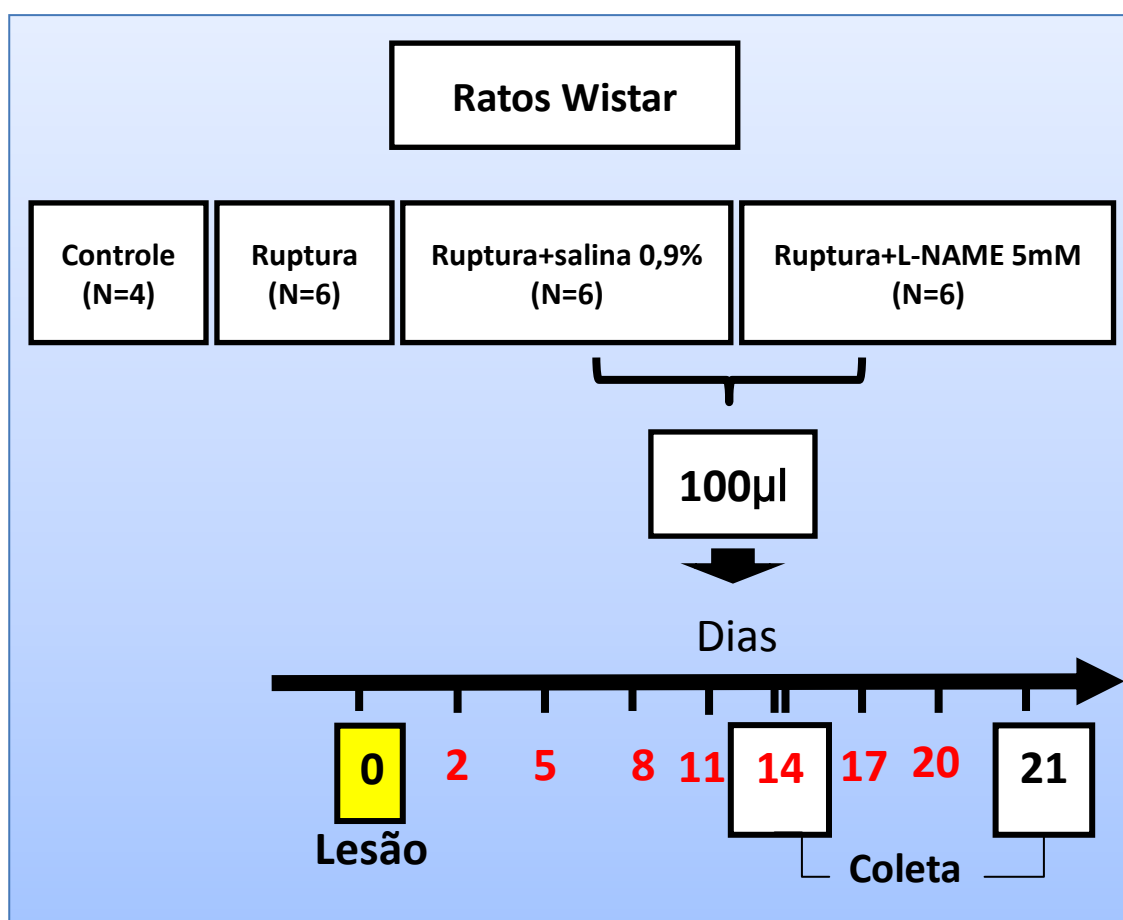 Ratos Wistar
Controle
(N=4)
Ruptura
(N=6)
Ruptura+salina 0,9%
(N=6)
Ruptura+L-NAME 5mM
(N=6)
100µl
Dias
0
2
5
8
11
14
17
20
21
Lesão
Coleta